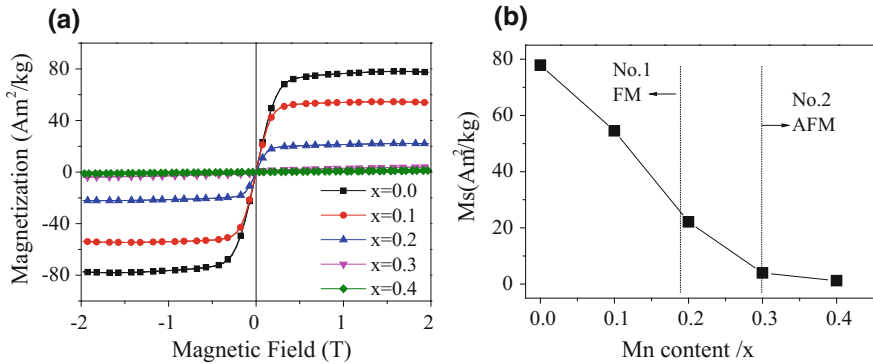 (a)
Magnetization (Am²/kg)
80
40
0
-40
-80
-2
-1
0
1
2
Magnetic Field (T)
x=0.0
x=0.1
x=0.2
x=0.3
x=0.4
(b)
Ms(Am²/kg)
80
60
40
20
0
0.0
0.1
0.2
0.3
0.4
Mn content /x
No.1
FM
No.2
AFM